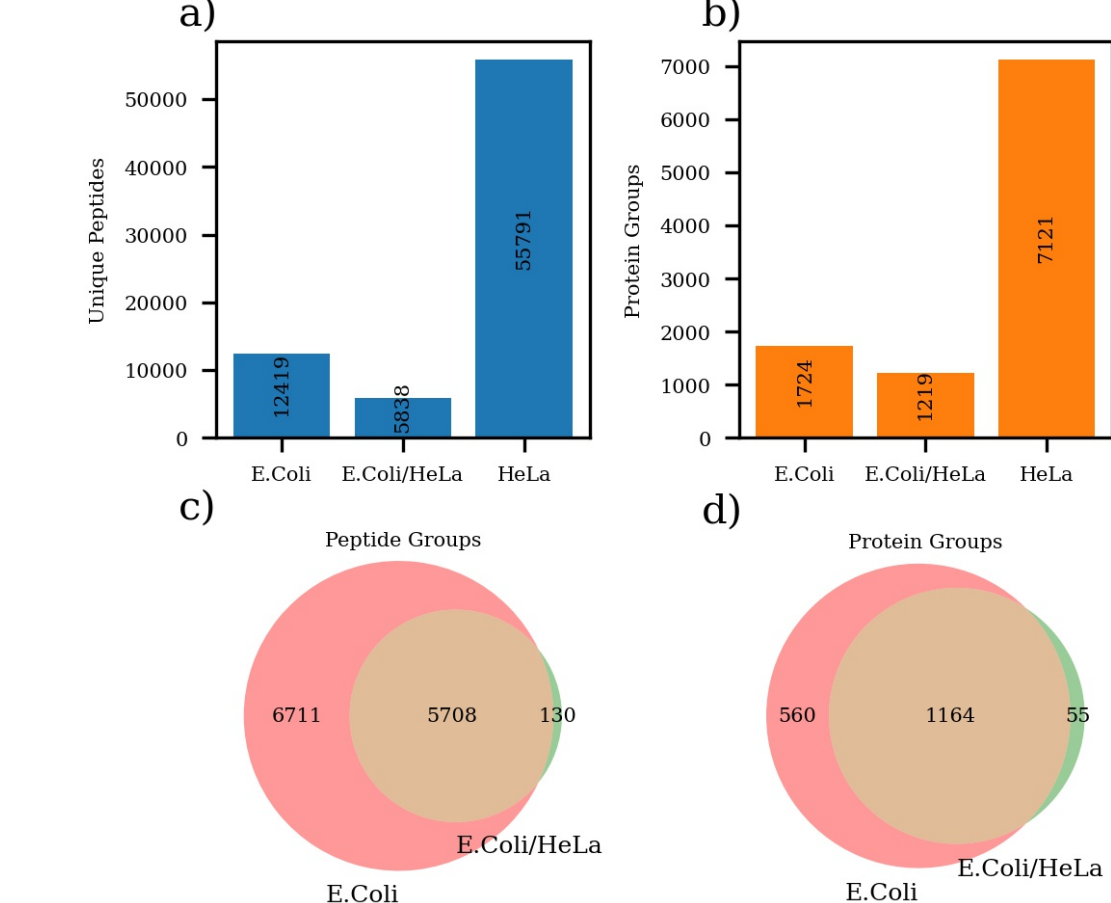 a)
Unique Peptides
50000
40000
30000
20000
10000
0
12419
5838
55791
E.Coli
E.Coli/HeLa
HeLa
b)
Protein Groups
7000
6000
5000
4000
3000
2000
1000
0
1724
1219
7121
E.Coli
E.Coli/HeLa
HeLa
c)
Peptide Groups
6711
5708
130
E.Coli/HeLa
E.Coli
d)
Protein Groups
560
1164
55
E.Coli/HeLa
E.Coli